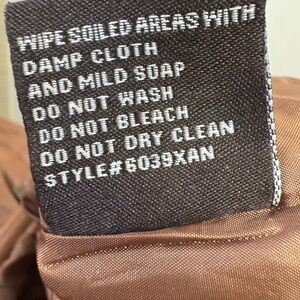 WIPE SOILED AREAS WITH
DAMP CLOTH
AND MILD SOAP
DO NOT WASH
DO NOT BLEACH
DO NOT DRY CLEAN
STYLE#6039XAN